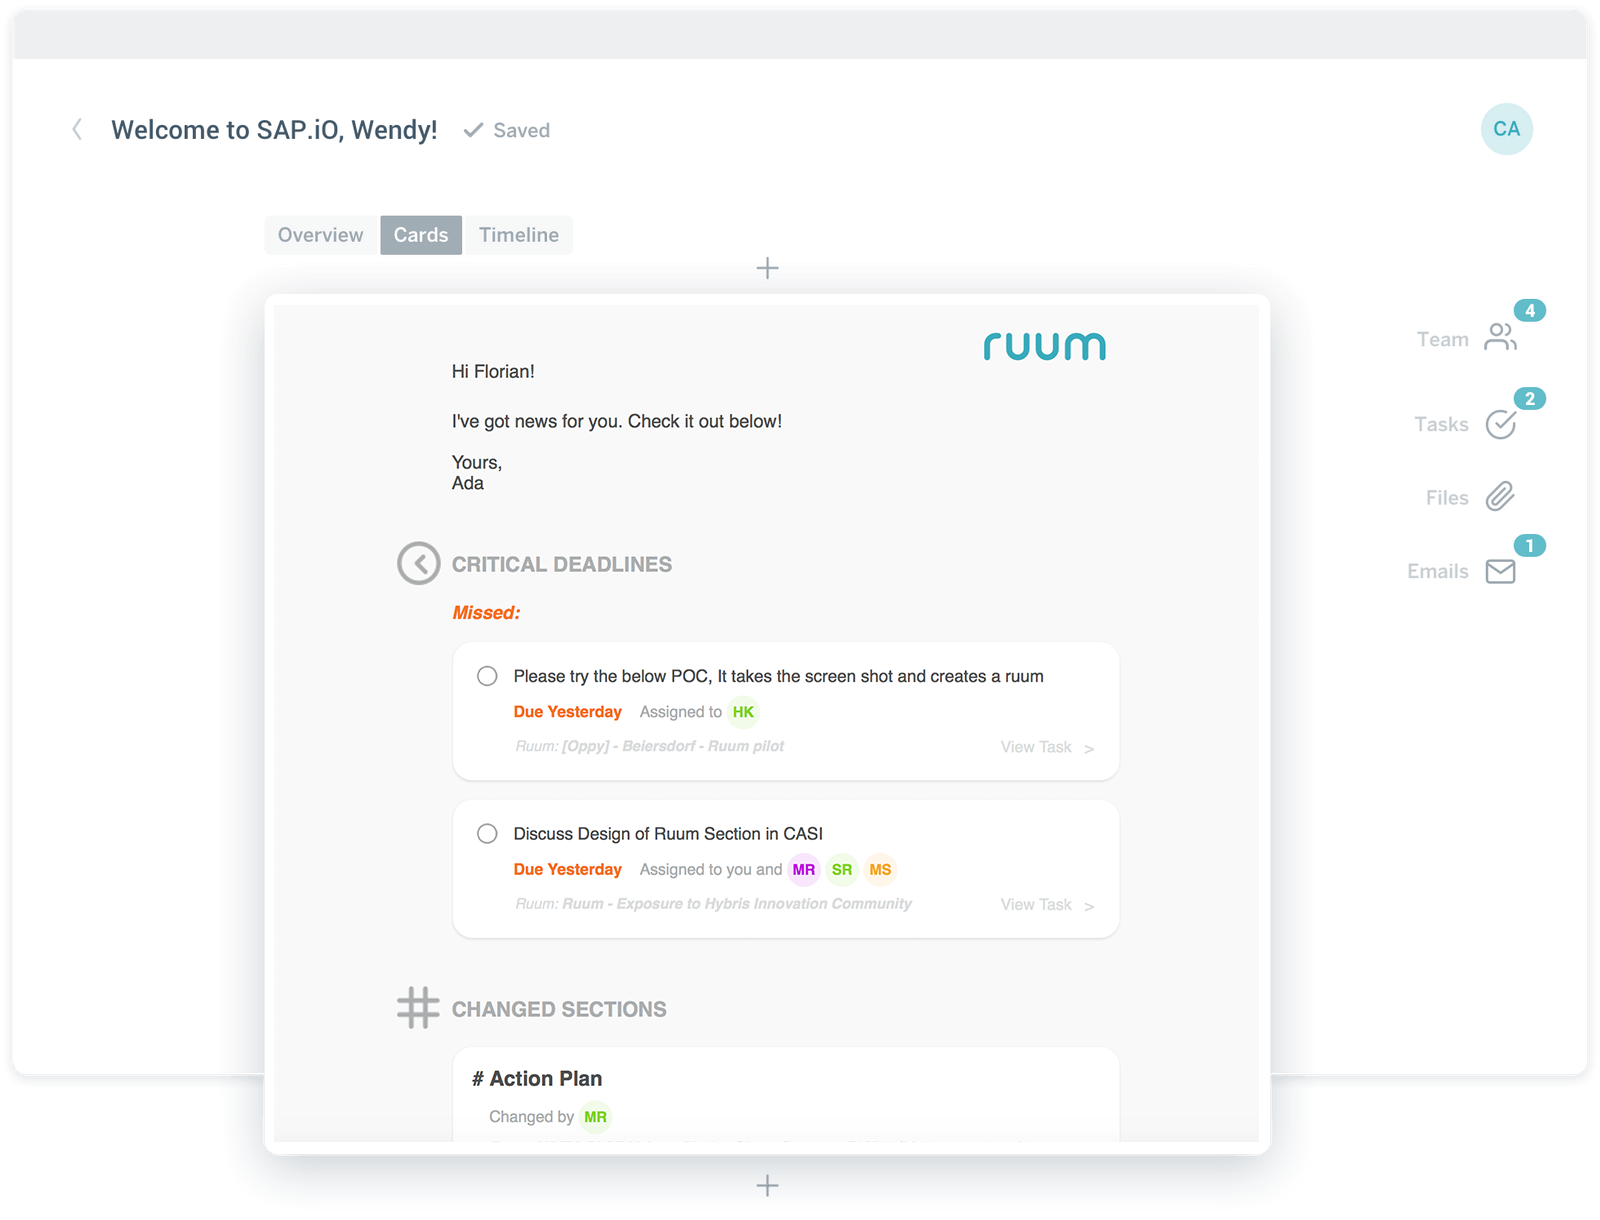 Welcome to SAP.iO, Wendy! Saved
CA
Overview Cards Timeline
ruum
Hi Florian!
I've got news for you. Check it out below!
Yours,
Ada
CRITICAL DEADLINES
Missed:
Please try the below POC, It takes the screen shot and creates a ruum
Due Yesterday Assigned to HK
Ruum: [Oppy] - Beiersdorf - Ruum pilot View Task >
Discuss Design of Ruum Section in CASI
Due Yesterday Assigned to you and MR SR MS
Ruum: Ruum - Exposure to Hybris Innovation Community View Task >
# CHANGED SECTIONS
# Action Plan
Changed by MR
4
Team
2
Tasks
Files
1
Emails